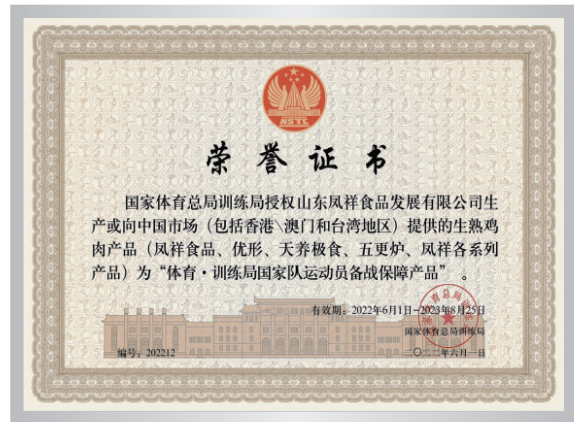 NSTC
荣誉证书
国家体育总局训练局授权山东凤祥食品发展有限公司生
产或向中国市场（包括香港\澳门和台湾地区）提供的生熟鸡
肉产品（凤祥食品、优形、天养极食、五更炉、凤祥各系列
产品）为“体育·训练局国家队运动员备战保障产品”。
有效期：2022年6月1日-2023年8月25日
国家体育总局训练局
编号：202212
二〇二二年六月一日